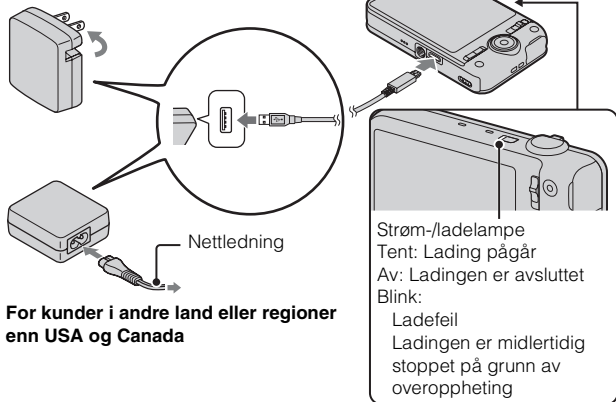 Nettledning
For kunder i andre land eller regioner
enn USA og Canada
Strøm-/ladelampe
Tent: Lading pågår
Av: Ladingen er avsluttet
Blink:
Ladefeil
Ladingen er midlertidig
stoppet på grunn av
overoppheting